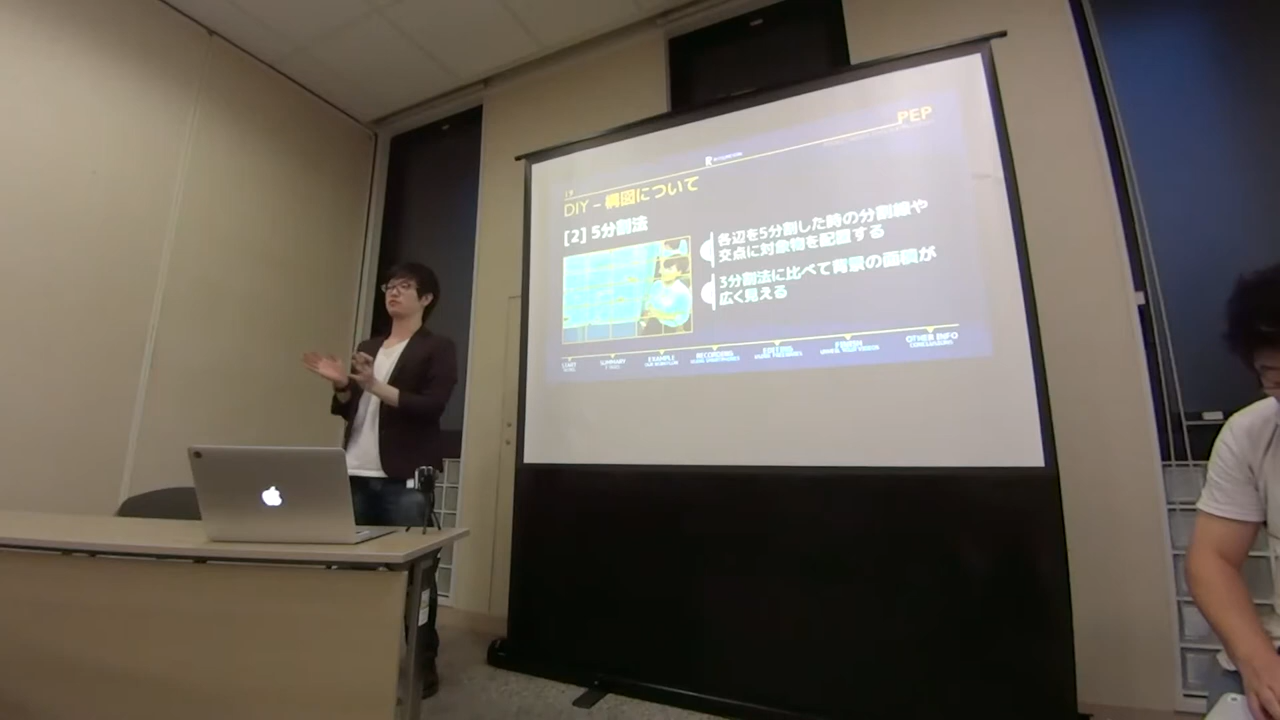 PEP
19
DIY - 構図について
[2] 5分割法
各辺を5分割した時の分割線や
交点に対象物を配置する
3分割法に比べて背景の面積が
広く見える
START
SUMMARY
EXAMPLE
RECORDING
EDITING
FINISH
OTHER INFO
CONCLUSIONS